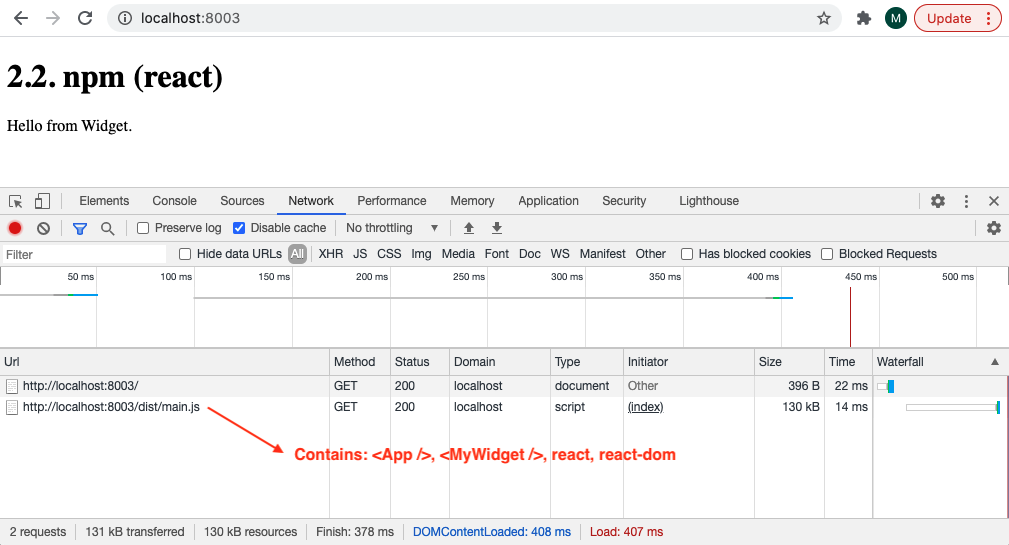 localhost:8003
M
Update
2.2. npm (react)
Hello from Widget.
Elements Console Sources Network Performance Memory Application Security Lighthouse
Preserve log Disable cache No throttling
Filter Hide data URLs All XHR JS CSS Img Media Font Doc WS Manifest Other Has blocked cookies Blocked Requests
50 ms 100 ms 150 ms 200 ms 250 ms 300 ms 350 ms 400 ms 450 ms 500 ms
Url Method Status Domain Type Initiator Size Time Waterfall
http://localhost:8003/ GET 200 localhost document Other 396 B 22 ms
http://localhost:8003/dist/main.js GET 200 localhost script (index) 130 kB 14 ms
Contains: <App />, <MyWidget />, react, react-dom
2 requests 131 kB transferred 130 kB resources Finish: 378 ms DOMContentLoaded: 408 ms Load: 407 ms